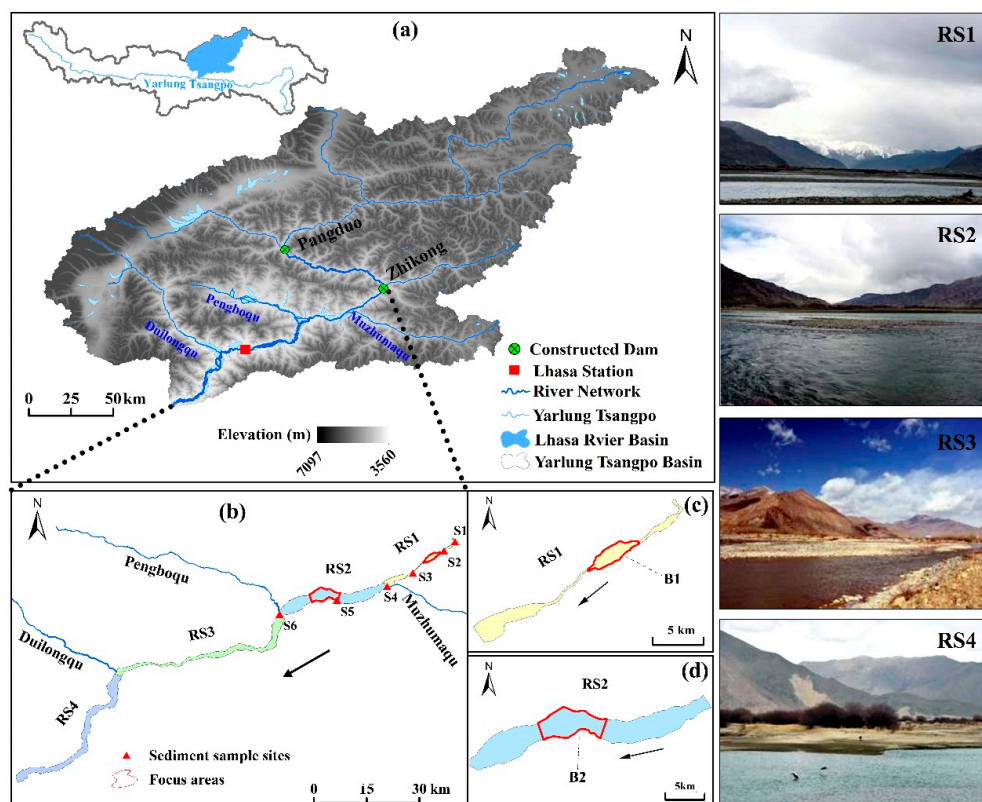 (a)
N
Yarlung Tsangpo
Pangduo
Zhikong
Pengboqu
Duilongqu
Muzhumaqu
0 25 50 km
Elevation (m)
7097
3560
Constructed Dam
Lhasa Station
River Network
Yarlung Tsangpo
Lhasa Rvier Basin
Yarlung Tsangpo Basin
(b)
N
Pengboqu
Duilongqu
Muzhumaqu
RS1
RS2
RS3
RS4
S1
S2
S3
S4
S5
S6
Sediment sample sites
Focus areas
0 15 30 km
(c)
N
RS1
B1
5 km
(d)
N
RS2
B2
5km
RS1
RS2
RS3
RS4